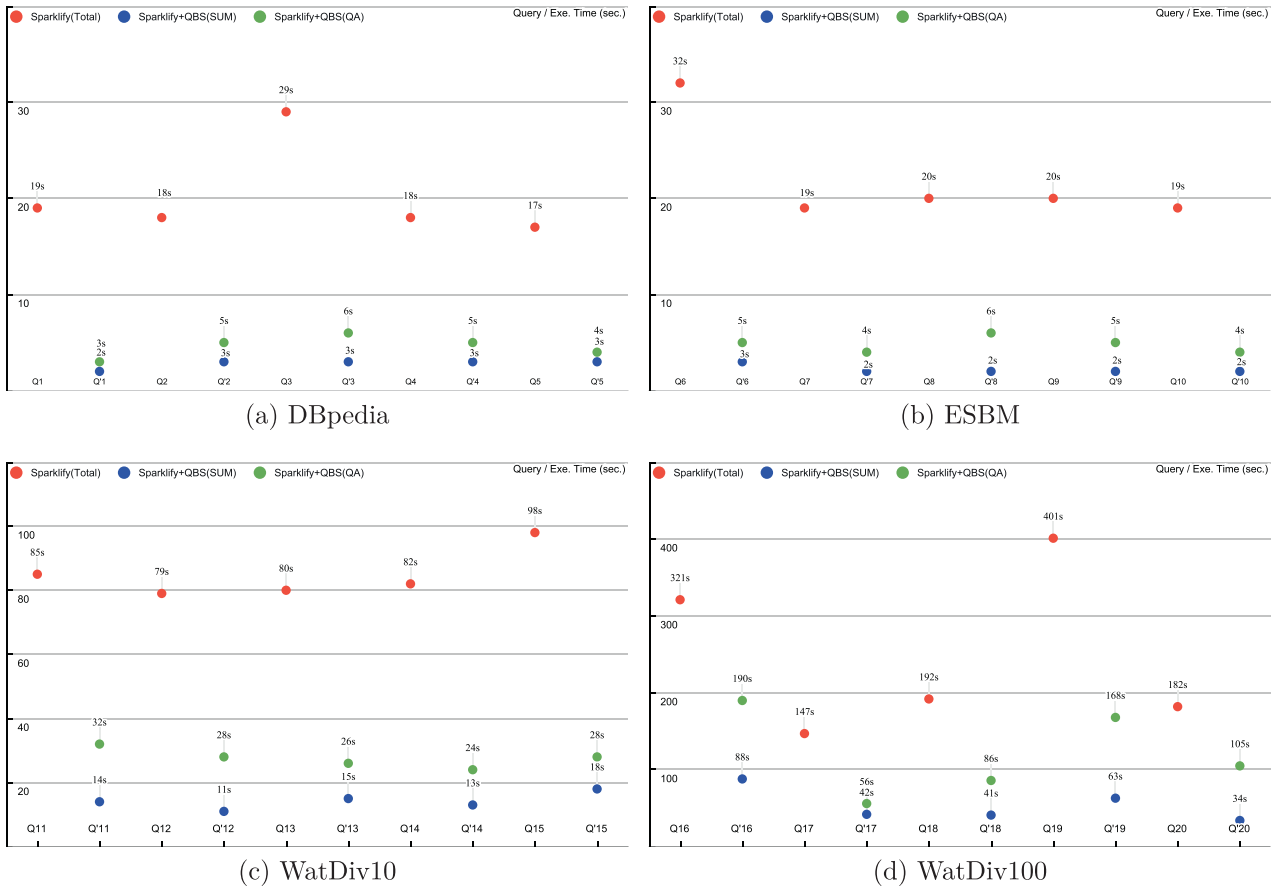 Sparklify(Total) Sparklify+QBS(SUM) Sparklify+QBS(QA) Query / Exe. Time (sec.)
29s
30
19s 18s 18s 17s
20
10
6s
5s 5s 4s
3s 3s
2s 3s 3s 3s
Q1 Q'1 Q2 Q'2 Q3 Q'3 Q4 Q'4 Q5 Q'5
(a) DBpedia
Sparklify(Total) Sparklify+QBS(SUM) Sparklify+QBS(QA) Query / Exe. Time (sec.)
32s
30
20s 20s
19s 19s
20
10
6s
5s 4s 5s 4s
3s 2s 2s 2s 2s
Q6 Q'6 Q7 Q'7 Q8 Q'8 Q9 Q'9 Q10 Q'10
(b) ESBM
Sparklify(Total) Sparklify+QBS(SUM) Sparklify+QBS(QA) Query / Exe. Time (sec.)
98s
100
85s 79s 80s 82s
80
60
40
32s 28s 26s 24s 28s
14s 11s 15s 13s 18s
20
Q11 Q'11 Q12 Q'12 Q13 Q'13 Q14 Q'14 Q15 Q'15
(c) WatDiv10
Sparklify(Total) Sparklify+QBS(SUM) Sparklify+QBS(QA) Query / Exe. Time (sec.)
401s
400
321s
300
190s 192s 168s 182s
200
147s
105s
88s 56s 86s 63s
100
42s 41s 34s
Q16 Q'16 Q17 Q'17 Q18 Q'18 Q19 Q'19 Q20 Q'20
(d) WatDiv100